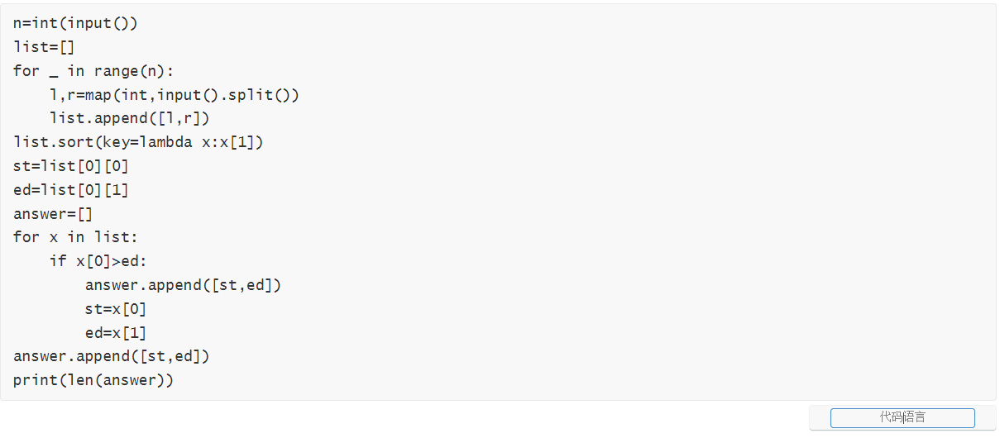 n=int(input())
list=[]
for _ in range(n):
    l,r=map(int,input().split())
    list.append([l,r])
list.sort(key=lambda x:x[1])
st=list[0][0]
ed=list[0][1]
answer=[]
for x in list:
    if x[0]>ed:
        answer.append([st,ed])
        st=x[0]
        ed=x[1]
answer.append([st,ed])
print(len(answer))
代码语言